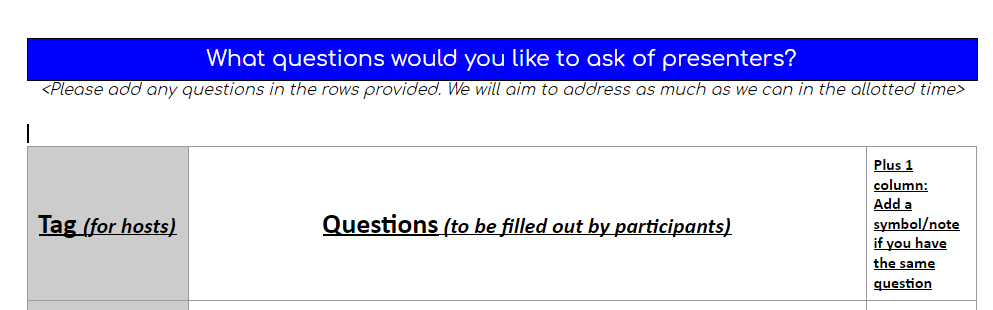 What questions would you like to ask of presenters?
<Please add any questions in the rows provided. We will aim to address as much as we can in the allotted time>
Tag (for hosts)
Questions (to be filled out by participants)
Plus 1
column:
Add a
symbol/note
if you have
the same
question